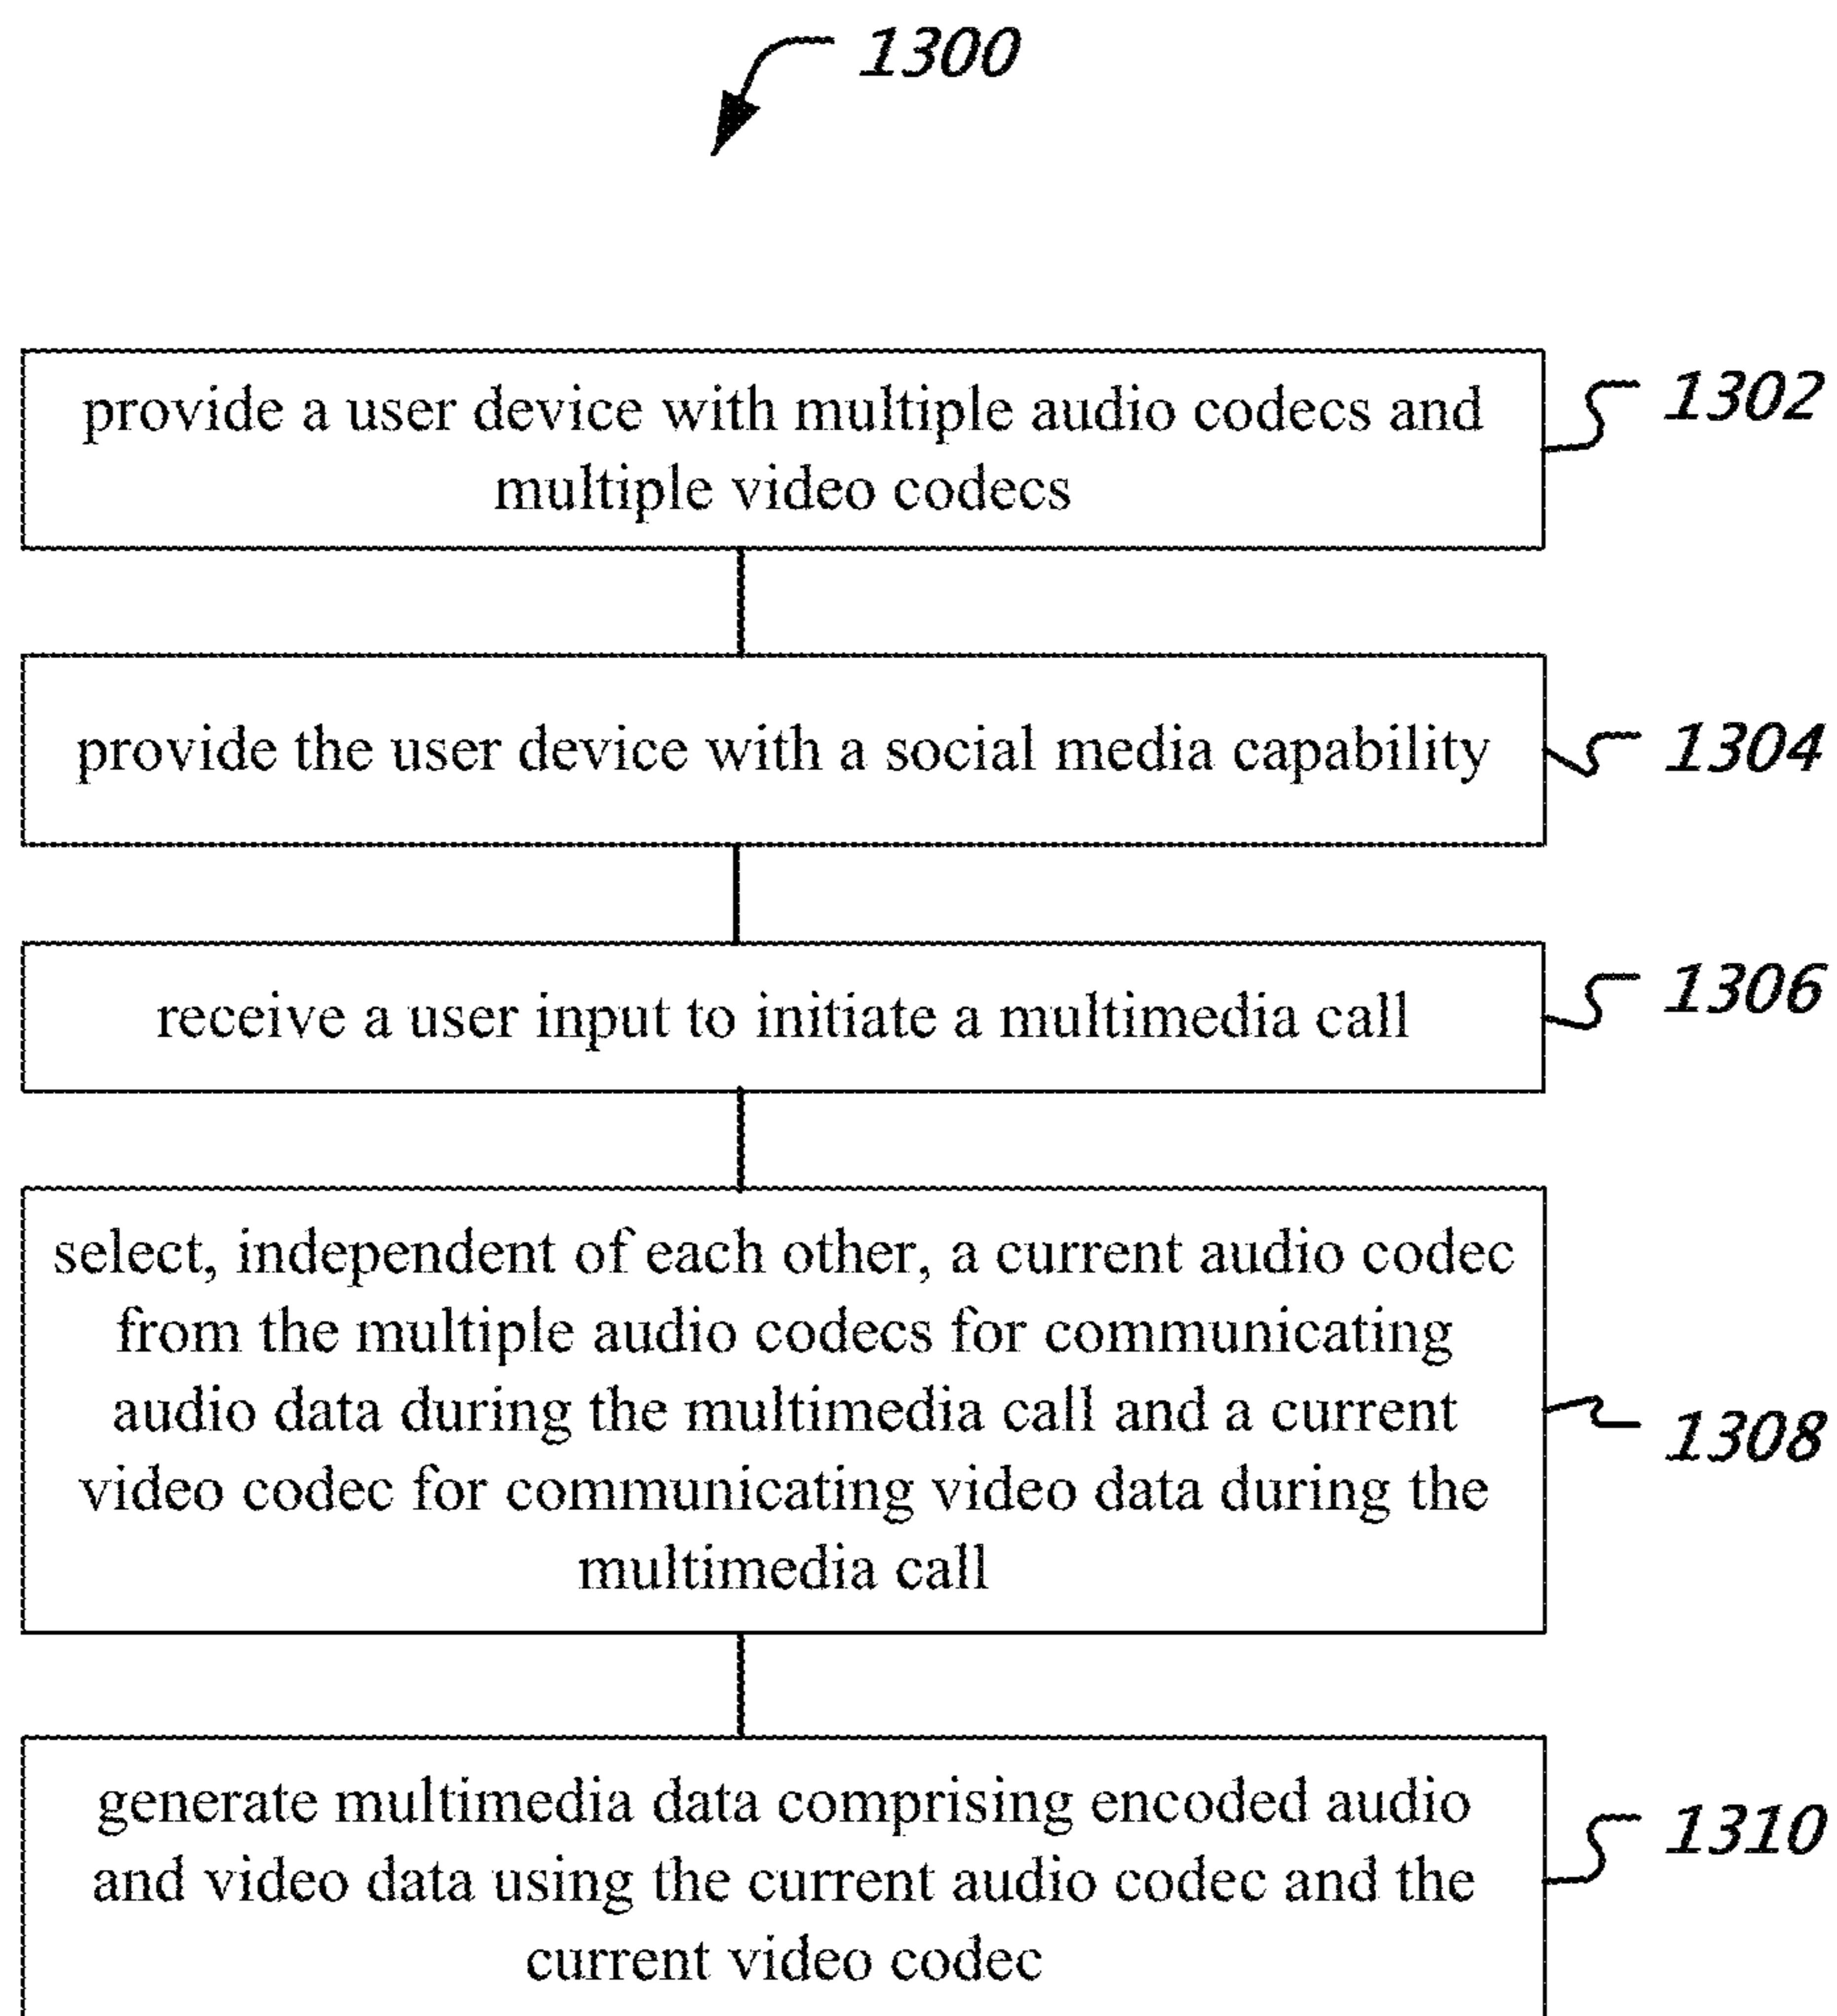 1300
provide a user device with multiple audio codecs and
multiple video codecs
1302
provide the user device with a social media capability
1304
receive a user input to initiate a multimedia call
1306
select, independent of each other, a current audio codec
from the multiple audio codecs for communicating
audio data during the multimedia call and a current
video codec for communicating video data during the
multimedia call
1308
generate multimedia data comprising encoded audio
and video data using the current audio codec and the
current video codec
1310